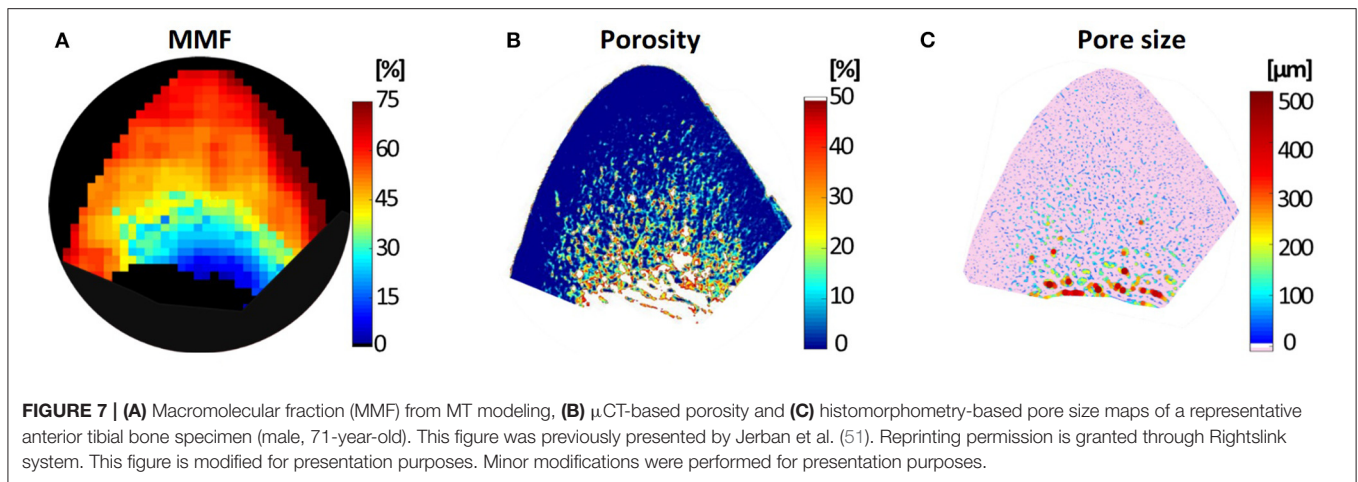 A MMF
[%]
75
60
45
30
15
0
B Porosity
[%]
50
40
30
20
10
0
C Pore size
[µm]
500
400
300
200
100
0
FIGURE 7 | (A) Macromolecular fraction (MMF) from MT modeling, (B) µCT-based porosity and (C) histomorphometry-based pore size maps of a representative
anterior tibial bone specimen (male, 71-year-old). This figure was previously presented by Jerban et al. (51). Reprinting permission is granted through Rightslink
system. This figure is modified for presentation purposes. Minor modifications were performed for presentation purposes.